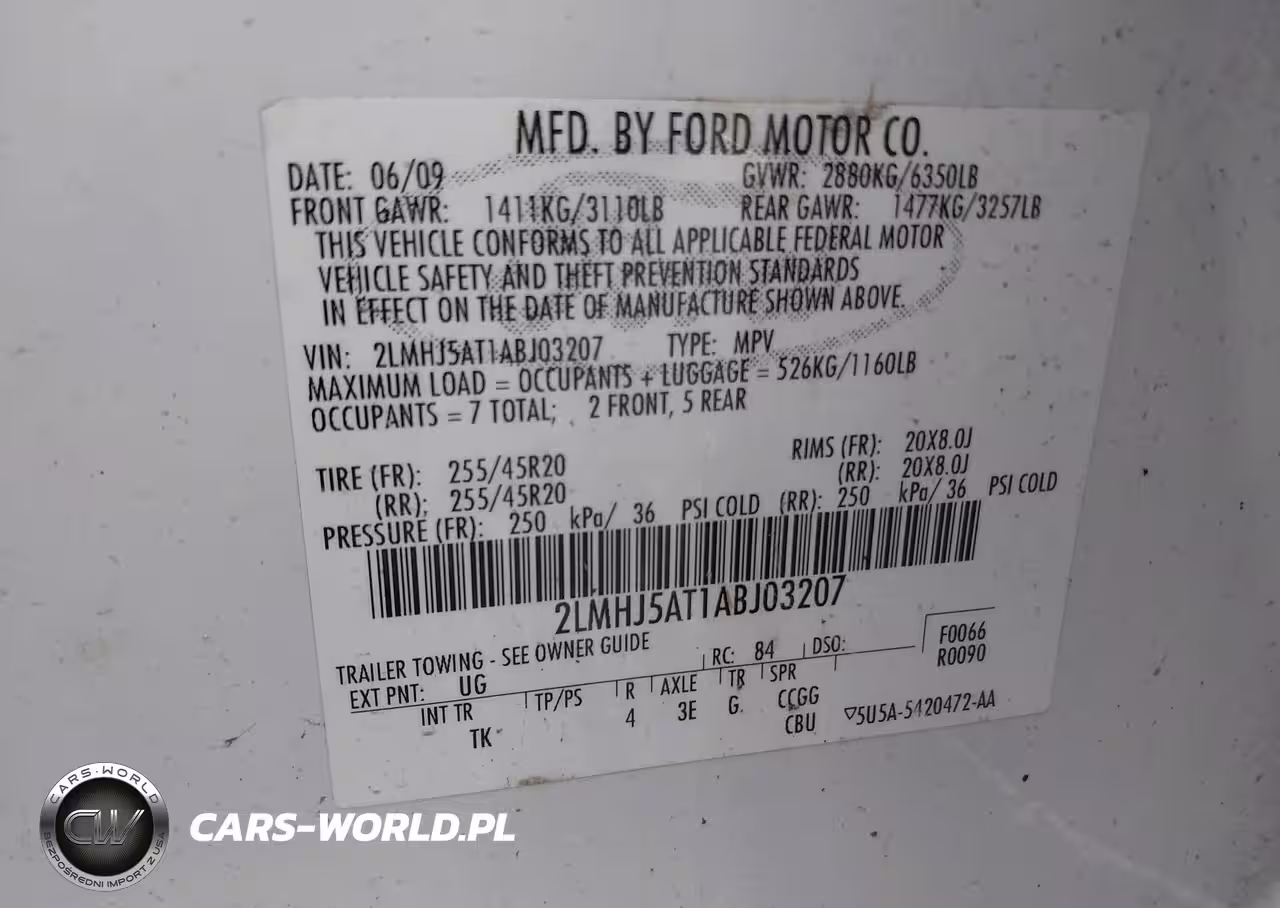 MFD. BY FORD MOTOR CO.
DATE: 06/09 GVWR: 2880KG/6350LB
FRONT GAWR: 1411KG/3110LB REAR GAWR: 1477KG/3257LB
THIS VEHICLE CONFORMS TO ALL APPLICABLE FEDERAL MOTOR
VEHICLE SAFETY AND THEFT PREVENTION STANDARDS
IN EFFECT ON THE DATE OF MANUFACTURE SHOWN ABOVE.
VIN: 2LMHJ5AT1ABJ03207 TYPE: MPV
MAXIMUM LOAD = OCCUPANTS + LUGGAGE = 526KG/1160LB
OCCUPANTS = 7 TOTAL; 2 FRONT, 5 REAR
RIMS (FR): 20X8.0J
TIRE (FR): 255/45R20 (RR): 20X8.0J
(RR): 255/45R20
PRESSURE (FR): 250 kPa/ 36 PSI COLD (RR): 250 kPa/ 36 PSI COLD
2LMHJ5AT1ABJ03207
TRAILER TOWING - SEE OWNER GUIDE RC: 84 DSO: F0066
EXT PNT: UG R0090
INT TR TP/PS R AXLE TR SPR
TK 4 3E G CCGG ▽5U5A-5420472-AA
CBU
CARS-WORLD
CW
BEZPOŚREDNI IMPORT Z USA
CARS-WORLD.PL